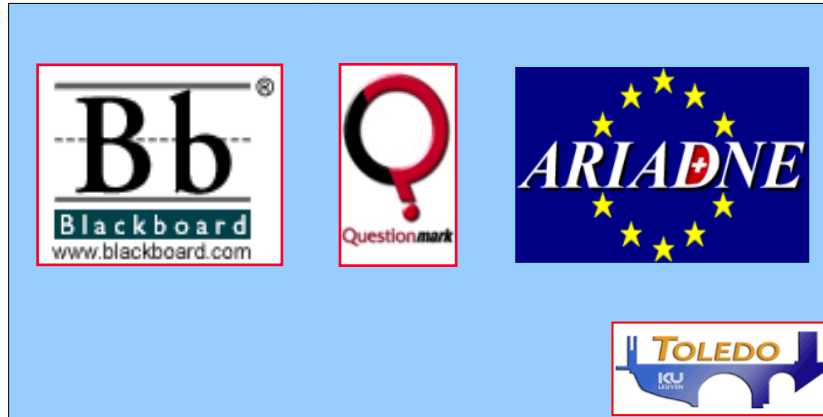 Bb ®
Blackboard
www.blackboard.com
Questionmark
ARIADNE
TOLEDO
KU
LEUVEN